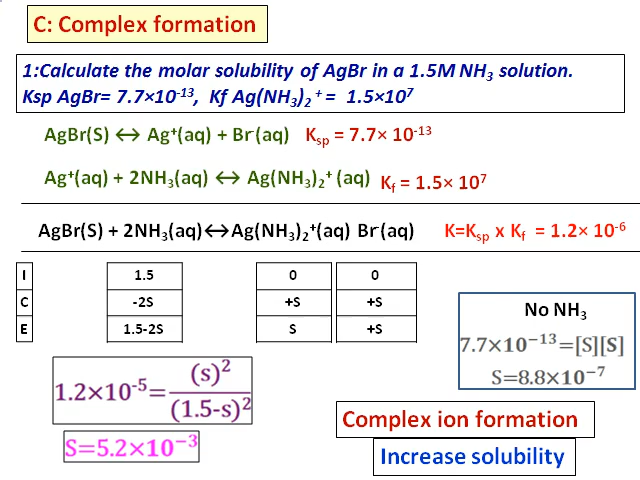 C: Complex formation
1:Calculate the molar solubility of AgBr in a 1.5M NH₃ solution.
Ksp AgBr= 7.7×10⁻¹³, Kf Ag(NH₃)₂⁺ = 1.5×10⁷
AgBr(S) ↔ Ag⁺(aq) + Br⁻(aq) Kₛₚ = 7.7× 10⁻¹³
Ag⁺(aq) + 2NH₃(aq) ↔ Ag(NH₃)₂⁺ (aq) K_f = 1.5× 10⁷
AgBr(S) + 2NH₃(aq)↔Ag(NH₃)₂⁺(aq) Br⁻(aq) K=Kₛₚ x K_f = 1.2× 10⁻⁶
I 1.5 0 0
C -2S +S +S
E 1.5-2S S +S
No NH₃
7.7×10⁻¹³=[S][S]
S=8.8×10⁻⁷
1.2×10⁻⁵= (s)² / (1.5-s)²
S=5.2×10⁻³
Complex ion formation
Increase solubility